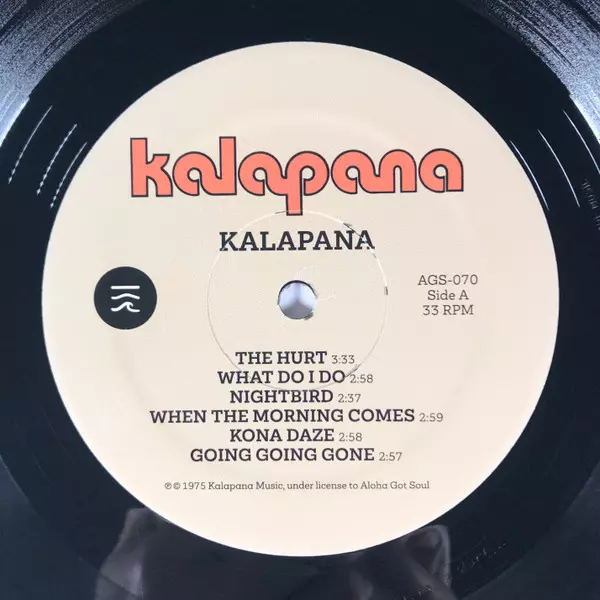 kalapana
KALAPANA
AGS-070
Side A
33 RPM
THE HURT 3:33
WHAT DO I DO 2:58
NIGHTBIRD 2:37
WHEN THE MORNING COMES 2:59
KONA DAZE 2:58
GOING GOING GONE 2:57
℗ © 1975 Kalapana Music, under license to Aloha Got Soul